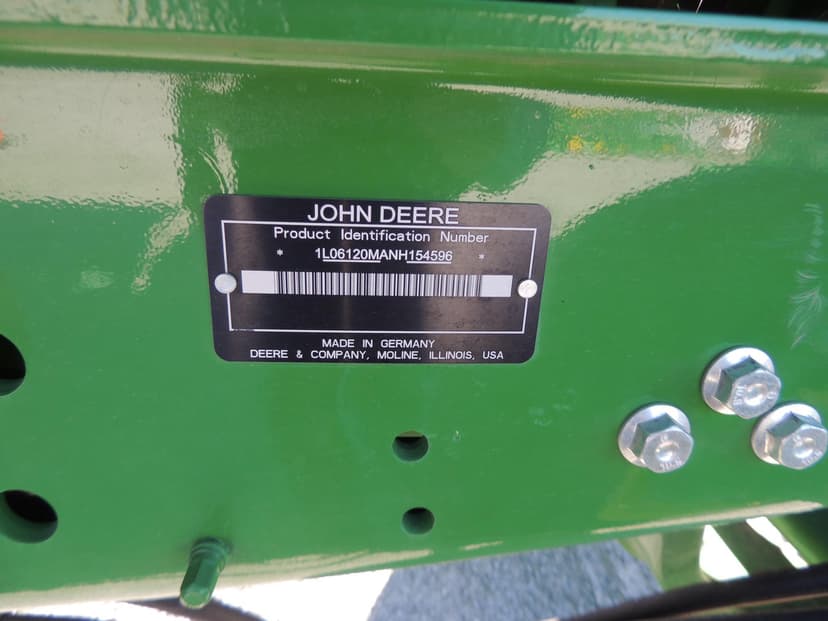 JOHN DEERE
Product Identification Number
* 1L06120MANH154596 *
MADE IN GERMANY
DEERE & COMPANY, MOLINE, ILLINOIS, USA